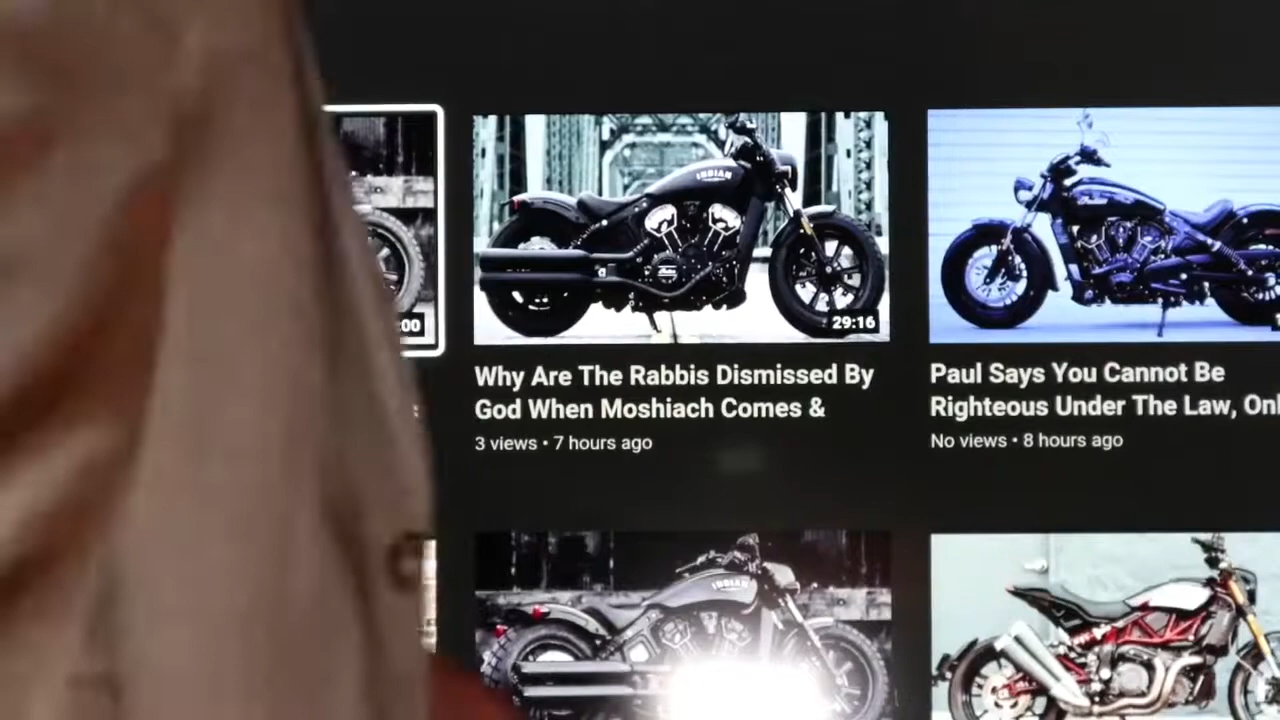 INDIAN
:00
29:16
Why Are The Rabbis Dismissed By
God When Moshiach Comes &
3 views • 7 hours ago
Paul Says You Cannot Be
Righteous Under The Law, Onl
No views • 8 hours ago
INDIAN